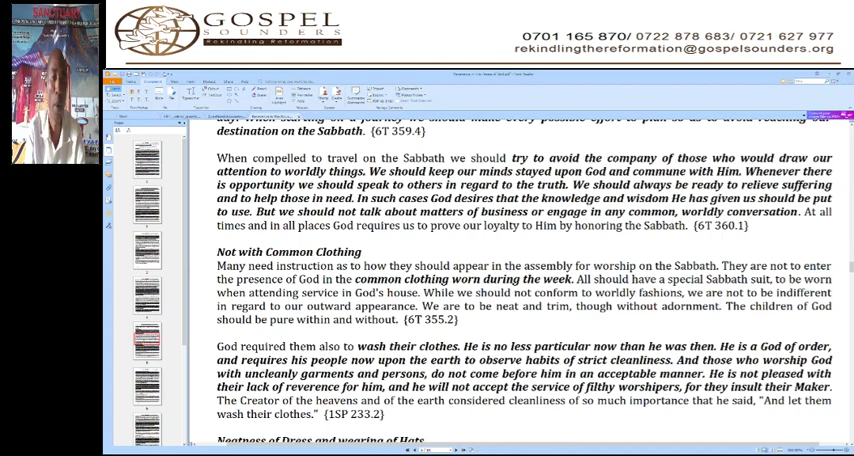 SANCTUARY
GOSPEL
SOUNDERS
Rekindling Reformation
0701 165 870/ 0722 878 683/ 0721 627 977
rekindlingthereformation@gospelsounders.org
destination on the Sabbath. {6T 359.4}
When compelled to travel on the Sabbath we should try to avoid the company of those who would draw our
attention to worldly things. We should keep our minds stayed upon God and commune with Him. Whenever there
is opportunity we should speak to others in regard to the truth. We should always be ready to relieve suffering
and to help those in need. In such cases God desires that the knowledge and wisdom He has given us should be put
to use. But we should not talk about matters of business or engage in any common, worldly conversation. At all
times and in all places God requires us to prove our loyalty to Him by honoring the Sabbath. {6T 360.1}
Not with Common Clothing
Many need instruction as to how they should appear in the assembly for worship on the Sabbath. They are not to enter
the presence of God in the common clothing worn during the week. All should have a special Sabbath suit, to be worn
when attending service in God's house. While we should not conform to worldly fashions, we are not to be indifferent
in regard to our outward appearance. We are to be neat and trim, though without adornment. The children of God
should be pure within and without. {6T 355.2}
God required them also to wash their clothes. He is no less particular now than he was then. He is a God of order,
and requires his people now upon the earth to observe habits of strict cleanliness. And those who worship God
with uncleanly garments and persons, do not come before him in an acceptable manner. He is not pleased with
their lack of reverence for him, and he will not accept the service of filthy worshipers, for they insult their Maker.
The Creator of the heavens and of the earth considered cleanliness of so much importance that he said, "And let them
wash their clothes." {1SP 233.2}
Neatness of Dress and wearing of Hats